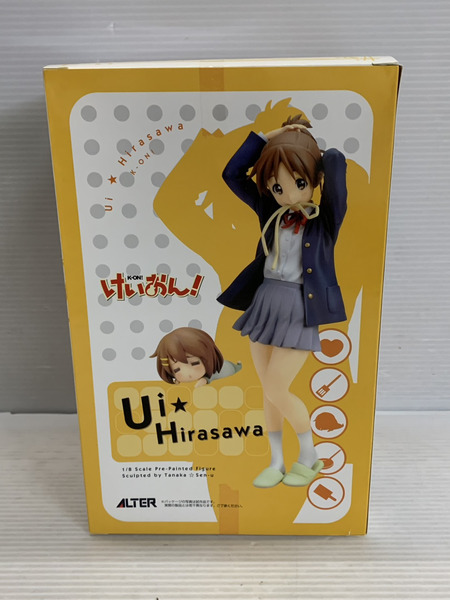 Ui ★ Hirasawa
K-ON!
K-ON!
けいおん!
Ui★
Hirasawa
1/8 Scale Pre-Painted Figure
Sculpted by Tanaka ☆ Sen-u
ALTER